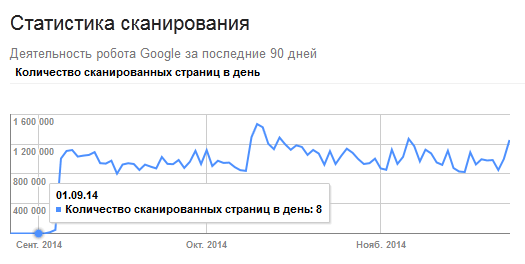 Статистика сканирования
Деятельность робота Google за последние 90 дней
Количество сканированных страниц в день
1 600 000
1 200 000
800 000
01.09.14
Количество сканированных страниц в день: 8
400 000
Сент. 2014
Окт. 2014
Нояб. 2014